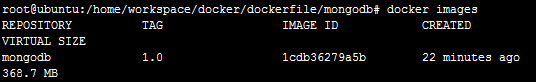 root@ubuntu:/home/workspace/docker/dockerfile/mongodb# docker images
REPOSITORY TAG IMAGE ID CREATED
VIRTUAL SIZE
mongodb 1.0 1cdb36279a5b 22 minutes ago
368.7 MB